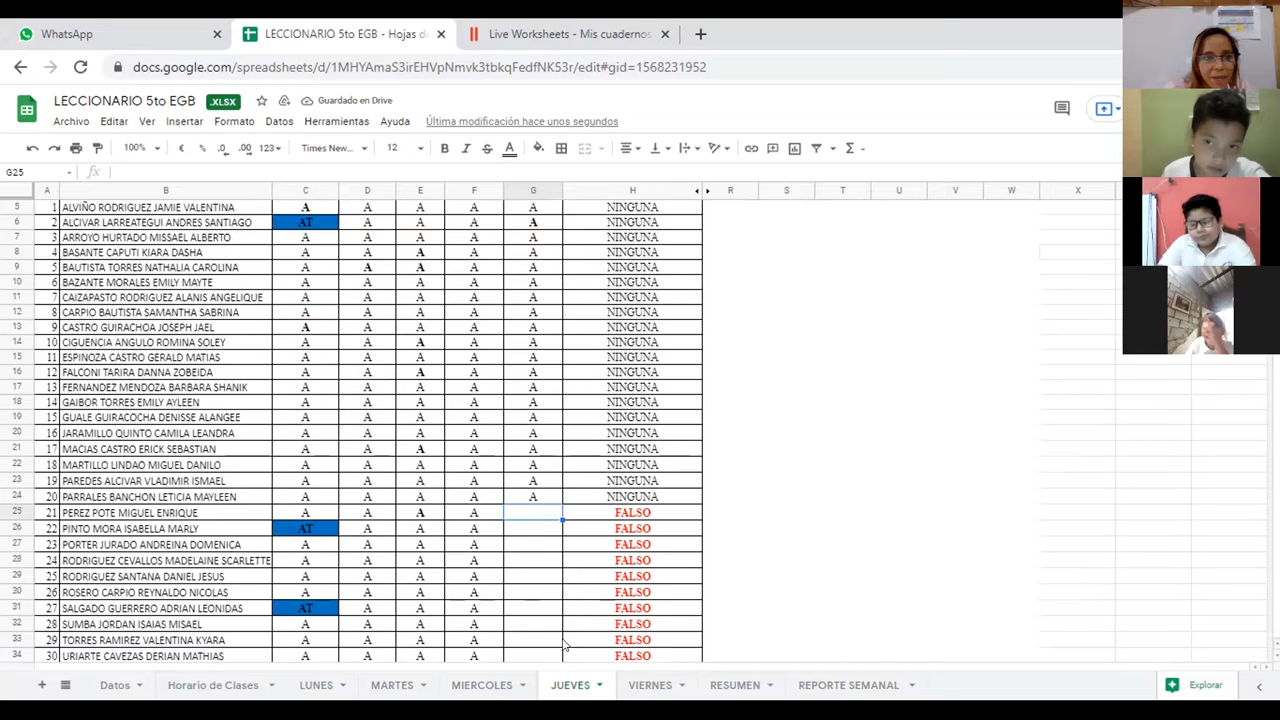 WhatsApp × LECCIONARIO 5to EGB - Hojas de × Live Worksheets - Mis cuadernos ×
docs.google.com/spreadsheets/d/1MHYAmaS3irEHVpNmvk3tbkqFedfNK53r/edit#gid=1568231952
LECCIONARIO 5to EGB .XLSX Guardado en Drive
Archivo Editar Ver Insertar Formato Datos Herramientas Ayuda Última modificación hace unos segundos
100% € % .0 .00 123 Times New... 12 B I S A
G25 fx
A B C D E F G H R S T U V W X
5 1 ALVIÑO RODRIGUEZ JAMIE VALENTINA A A A A A NINGUNA
6 2 ALCIVAR LARREATEGUI ANDRES SANTIAGO AT A A A A NINGUNA
7 3 ARROYO HURTADO MISSAEL ALBERTO A A A A A NINGUNA
8 4 BASANTE CAPUTI KIARA DASHA A A A A A NINGUNA
9 5 BAUTISTA TORRES NATHALIA CAROLINA A A A A A NINGUNA
10 6 BAZANTE MORALES EMILY MAYTE A A A A A NINGUNA
11 7 CAIZAPASTO RODRIGUEZ ALANIS ANGELIQUE A A A A A NINGUNA
12 8 CARPIO BAUTISTA SAMANTHA SABRINA A A A A A NINGUNA
13 9 CASTRO GUIRACHOA JOSEPH JAEL A A A A A NINGUNA
14 10 CIGUENCIA ANGULO ROMINA SOLEY A A A A A NINGUNA
15 11 ESPINOZA CASTRO GERALD MATIAS A A A A A NINGUNA
16 12 FALCONI TARIRA DANNA ZOBEIDA A A A A A NINGUNA
17 13 FERNANDEZ MENDOZA BARBARA SHANIK A A A A A NINGUNA
18 14 GAIBOR TORRES EMILY AYLEEN A A A A A NINGUNA
19 15 GUALE GUIRACOCHA DENISSE ALANGEE A A A A A NINGUNA
20 16 JARAMILLO QUINTO CAMILA LEANDRA A A A A A NINGUNA
21 17 MACIAS CASTRO ERICK SEBASTIAN A A A A A NINGUNA
22 18 MARTILLO LINDAO MIGUEL DANILO A A A A A NINGUNA
23 19 PAREDES ALCIVAR VLADIMIR ISMAEL A A A A A NINGUNA
24 20 PARRALES BANCHON LETICIA MAYLEEN A A A A A NINGUNA
25 21 PEREZ POTE MIGUEL ENRIQUE A A A A FALSO
26 22 PINTO MORA ISABELLA MARLY AT A A A FALSO
27 23 PORTER JURADO ANDREINA DOMENICA A A A A FALSO
28 24 RODRIGUEZ CEVALLOS MADELAINE SCARLETTE A A A A FALSO
29 25 RODRIGUEZ SANTANA DANIEL JESUS A A A A FALSO
30 26 ROSERO CARPIO REYNALDO NICOLAS A A A A FALSO
31 27 SALGADO GUERRERO ADRIAN LEONIDAS AT A A A FALSO
32 28 SUMBA JORDAN ISAIAS MISAEL A A A A FALSO
33 29 TORRES RAMIREZ VALENTINA KYARA A A A A FALSO
34 30 URIARTE CAVEZAS DERIAN MATHIAS A A A A FALSO
Datos Horario de Clases LUNES MARTES MIERCOLES JUEVES VIERNES RESUMEN REPORTE SEMANAL Explorar